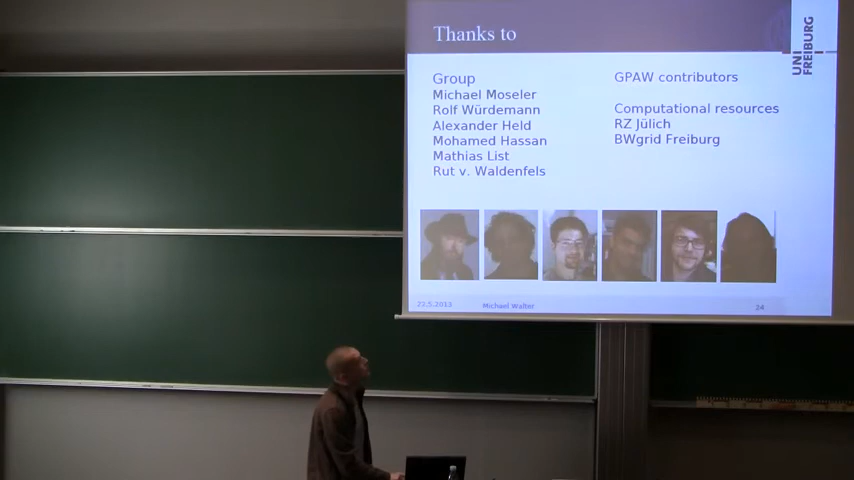 Thanks to
UNI
FREIBURG
Group
Michael Moseler
Rolf Würdemann
Alexander Held
Mohamed Hassan
Mathias List
Rut v. Waldenfels
GPAW contributors
Computational resources
RZ Jülich
BWgrid Freiburg
22.5.2013
Michael Walter
24